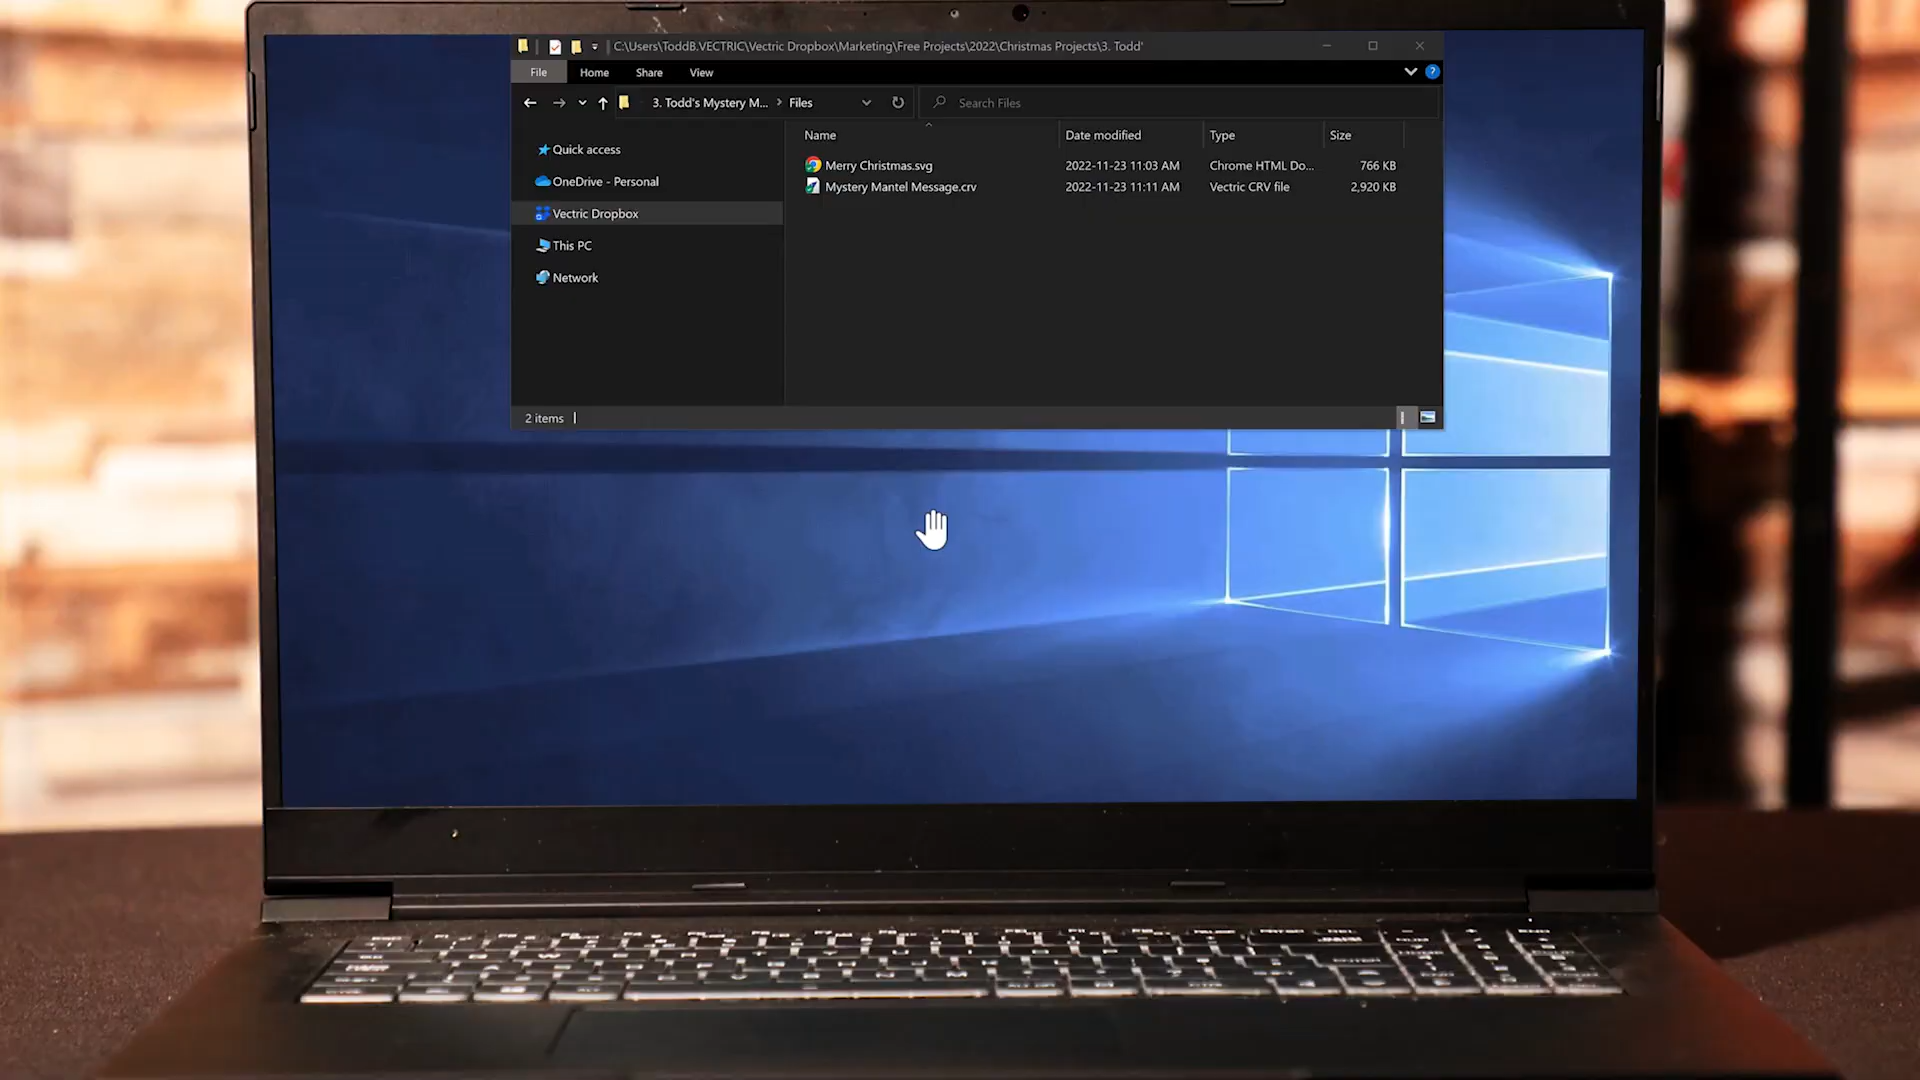 C:\Users\ToddB.VECTRIC\Vectric Dropbox\Marketing\Free Projects\2022\Christmas Projects\3. Todd'
File Home Share View
3. Todd's Mystery M... Files Search Files
Name Date modified Type Size
Quick access
Merry Christmas.svg 2022-11-23 11:03 AM Chrome HTML Do... 766 KB
Mystery Mantel Message.crv 2022-11-23 11:11 AM Vectric CRV file 2,920 KB
OneDrive - Personal
Vectric Dropbox
This PC
Network
2 items